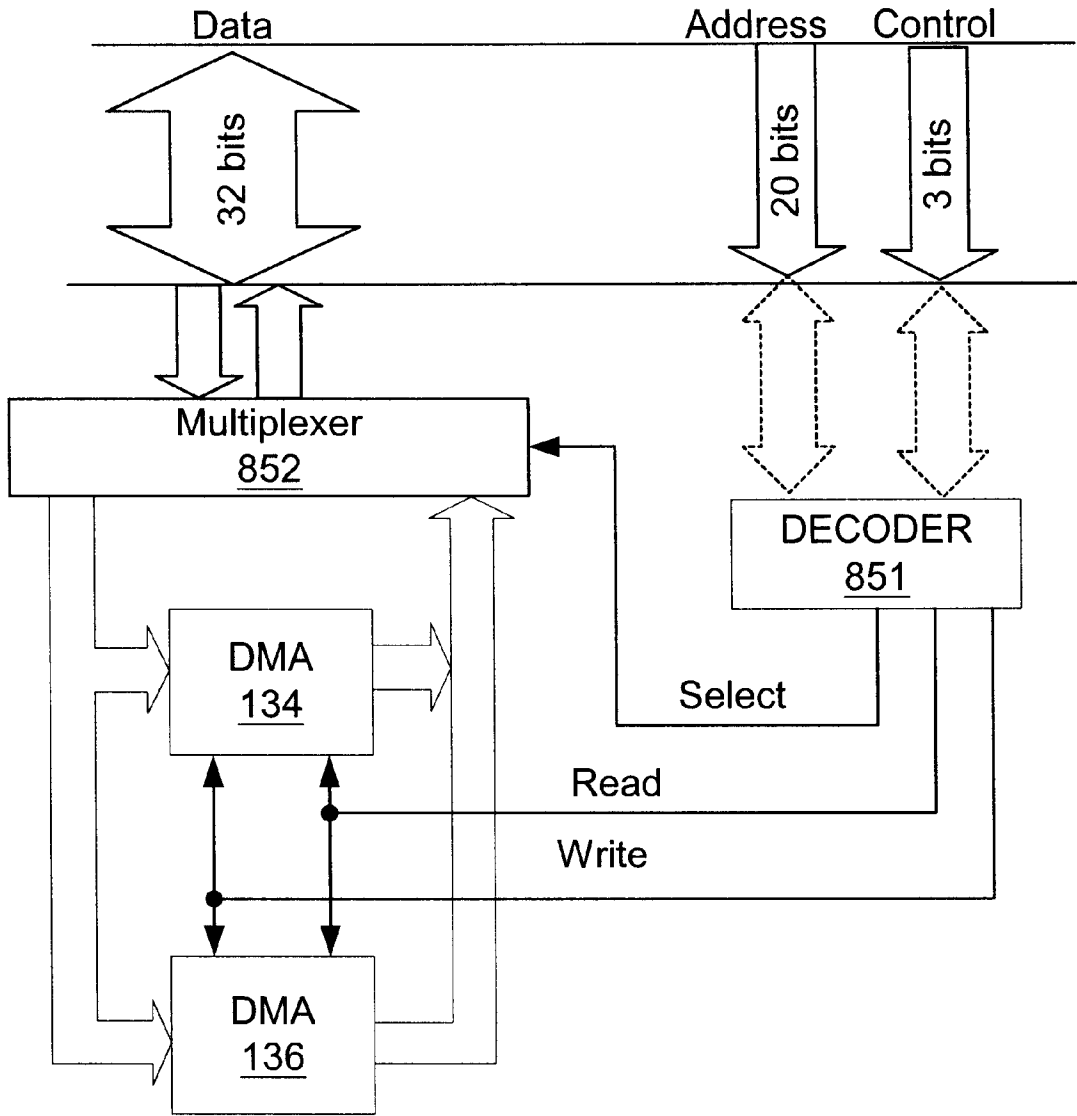 Data
Address
Control
32 bits
20 bits
3 bits
Multiplexer
852
DECODER
851
DMA
134
Select
Read
Write
DMA
136